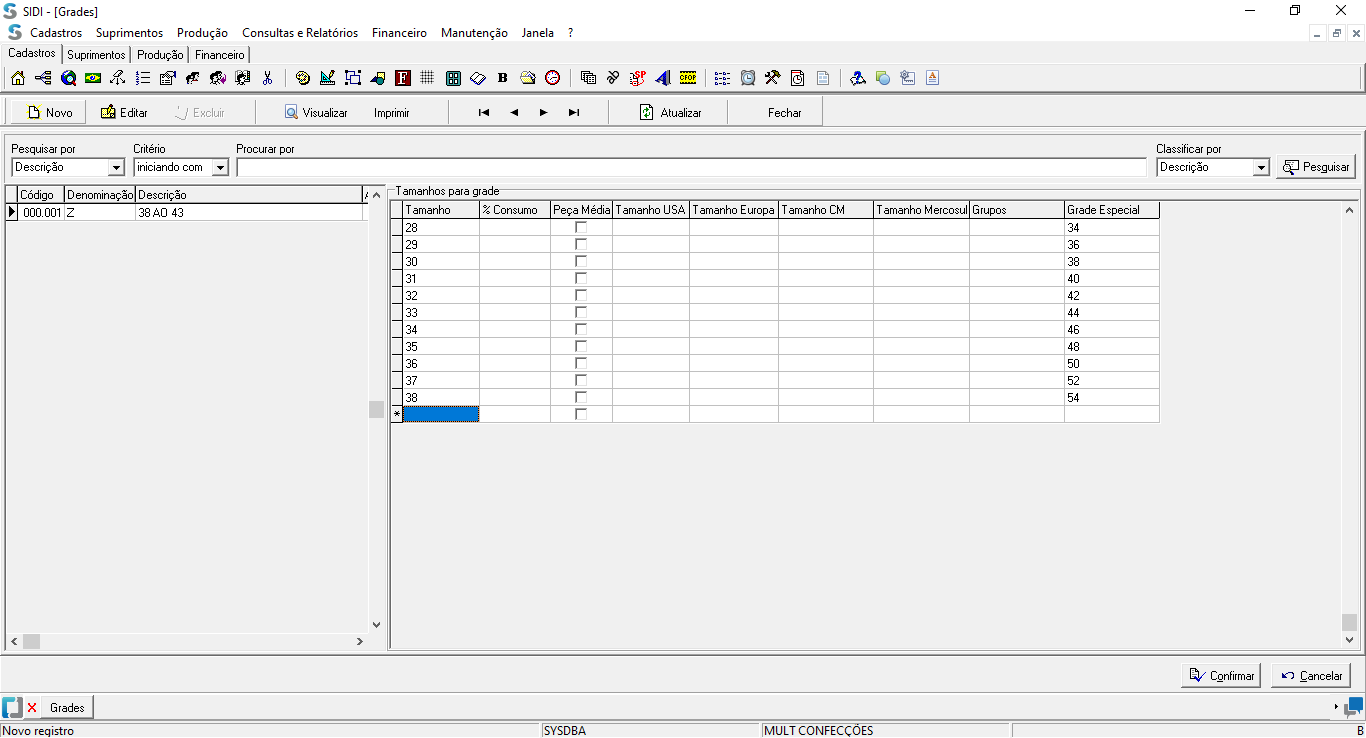 SIDI - [Grades]
Cadastros Suprimentos Produção Consultas e Relatórios Financeiro Manutenção Janela ?
Cadastros Suprimentos Produção Financeiro
F B SP CFOP A
Novo Editar Excluir Visualizar Imprimir Atualizar Fechar
Pesquisar por Critério Procurar por Classificar por
Descrição iniciando com Descrição Pesquisar
Código Denominação Descrição
000.001 Z 38 AO 43
Tamanhos para grade
Tamanho % Consumo Peça Média Tamanho USA Tamanho Europa Tamanho CM Tamanho Mercosul Grupos Grade Especial
28 34
29 36
30 38
31 40
32 42
33 44
34 46
35 48
36 50
37 52
38 54
*
Confirmar Cancelar
Grades
Novo registro SYSDBA MULT CONFECÇÕES B